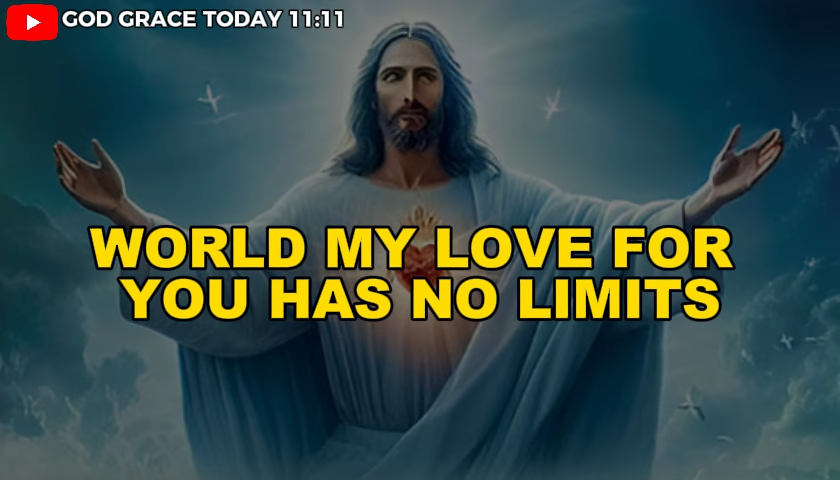 GOD GRACE TODAY 11:11
WORLD MY LOVE FOR
YOU HAS NO LIMITS